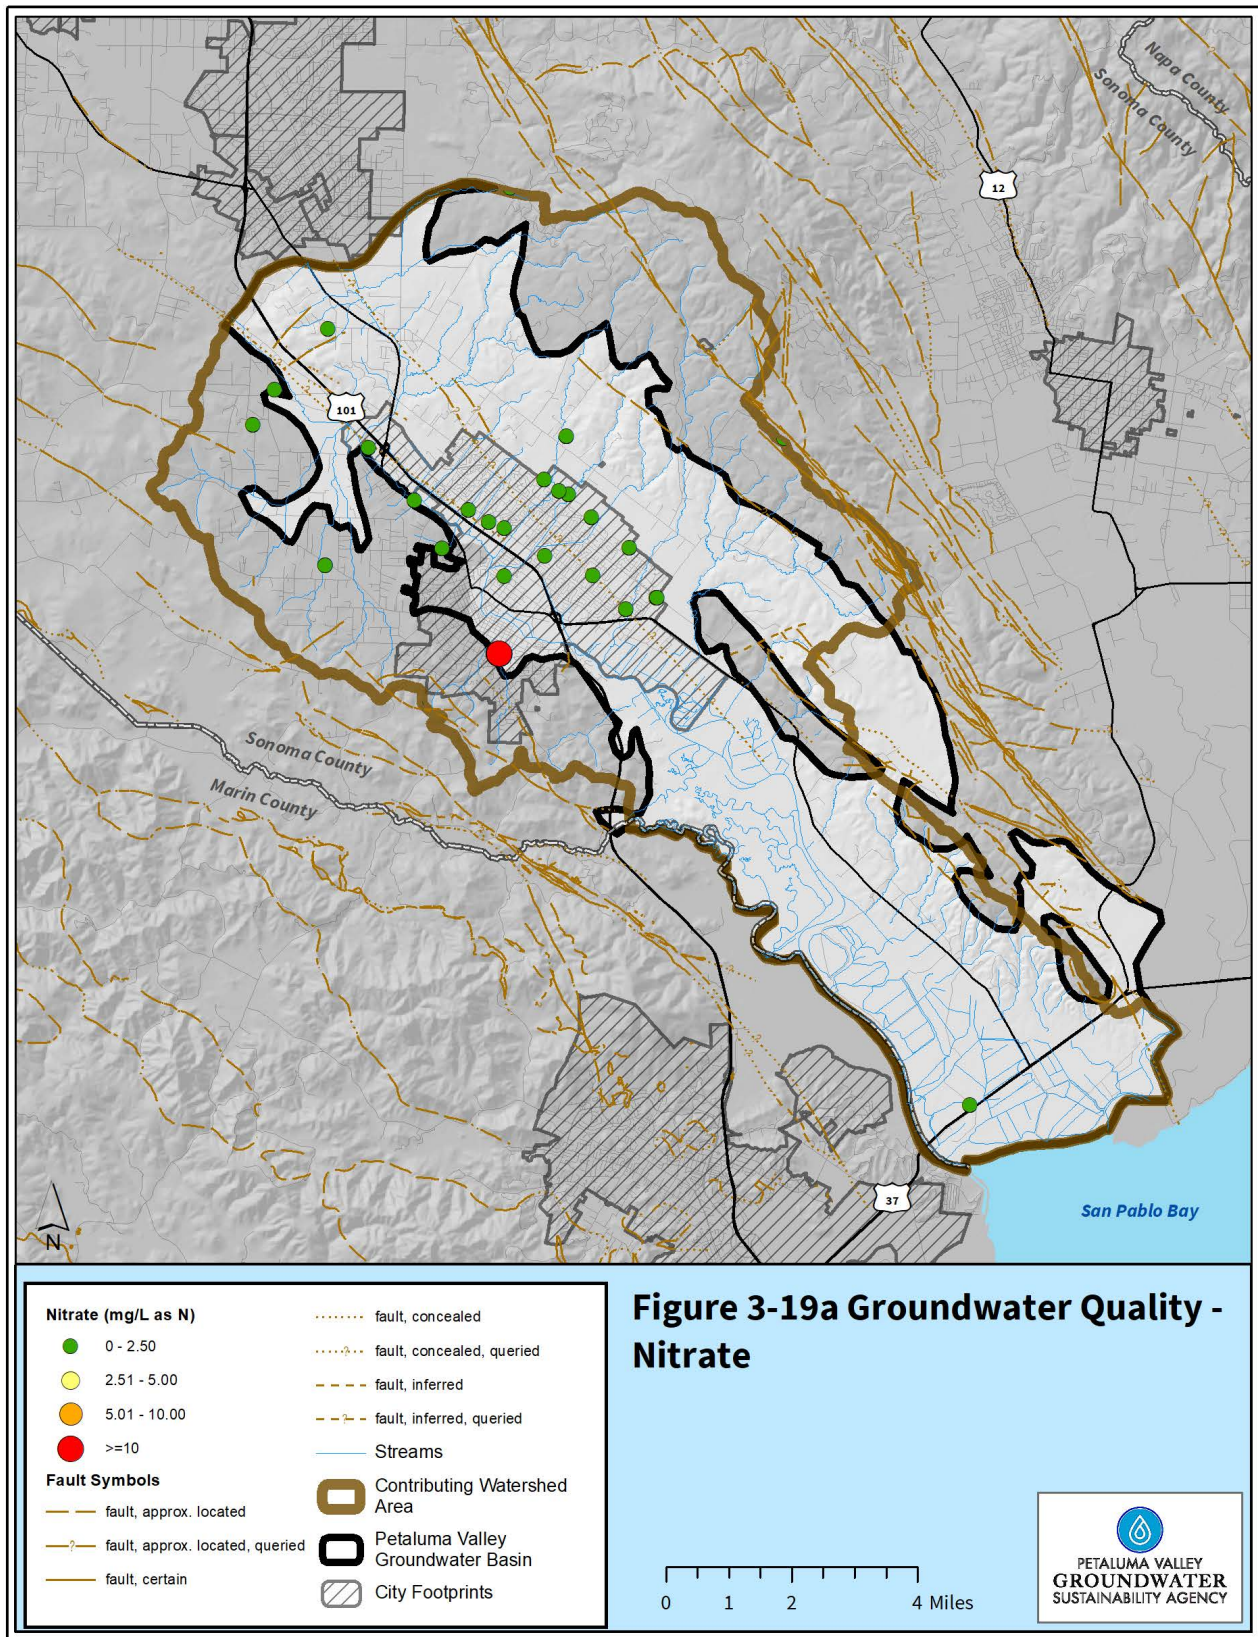 Napa County
Sonoma County
12
101
Sonoma County
Marin County
37
San Pablo Bay
N
Nitrate (mg/L as N)
0 - 2.50
2.51 - 5.00
5.01 - 10.00
>=10
Fault Symbols
fault, approx. located
?
fault, approx. located, queried
fault, certain
fault, concealed
?
fault, concealed, queried
fault, inferred
?
fault, inferred, queried
Streams
Contributing Watershed
Area
Petaluma Valley
Groundwater Basin
City Footprints
Figure 3-19a Groundwater Quality -
Nitrate
0 1 2 4 Miles
PETALUMA VALLEY
GROUNDWATER
SUSTAINABILITY AGENCY